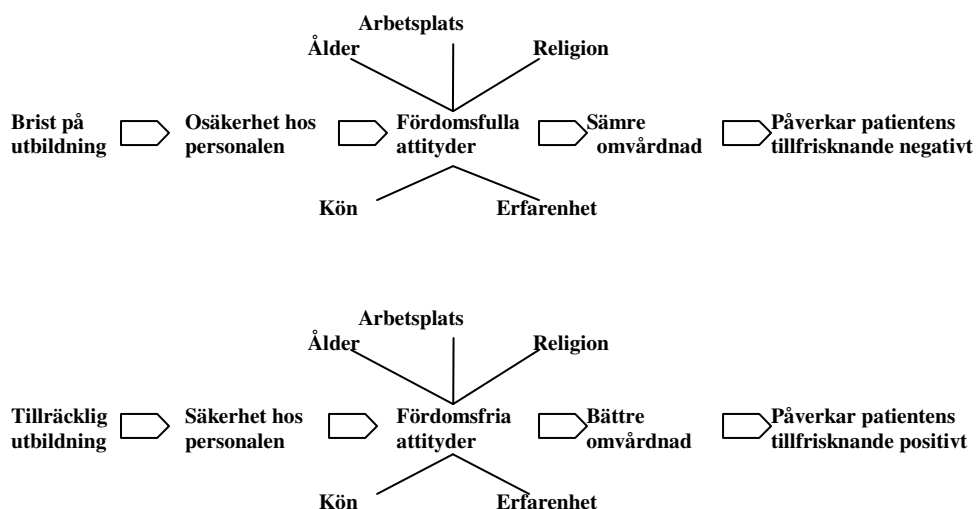 Arbetsplats
Ålder
Religion
Brist på
utbildning
Osäkerhet hos
personalen
Fördomsfulla
attityder
Sämre
omvårdnad
Påverkar patientens
tillfrisknande negativt
Kön
Erfarenhet
Arbetsplats
Ålder
Religion
Tillräcklig
utbildning
Säkerhet hos
personalen
Fördomsfria
attityder
Bättre
omvårdnad
Påverkar patientens
tillfrisknande positivt
Kön
Erfarenhet